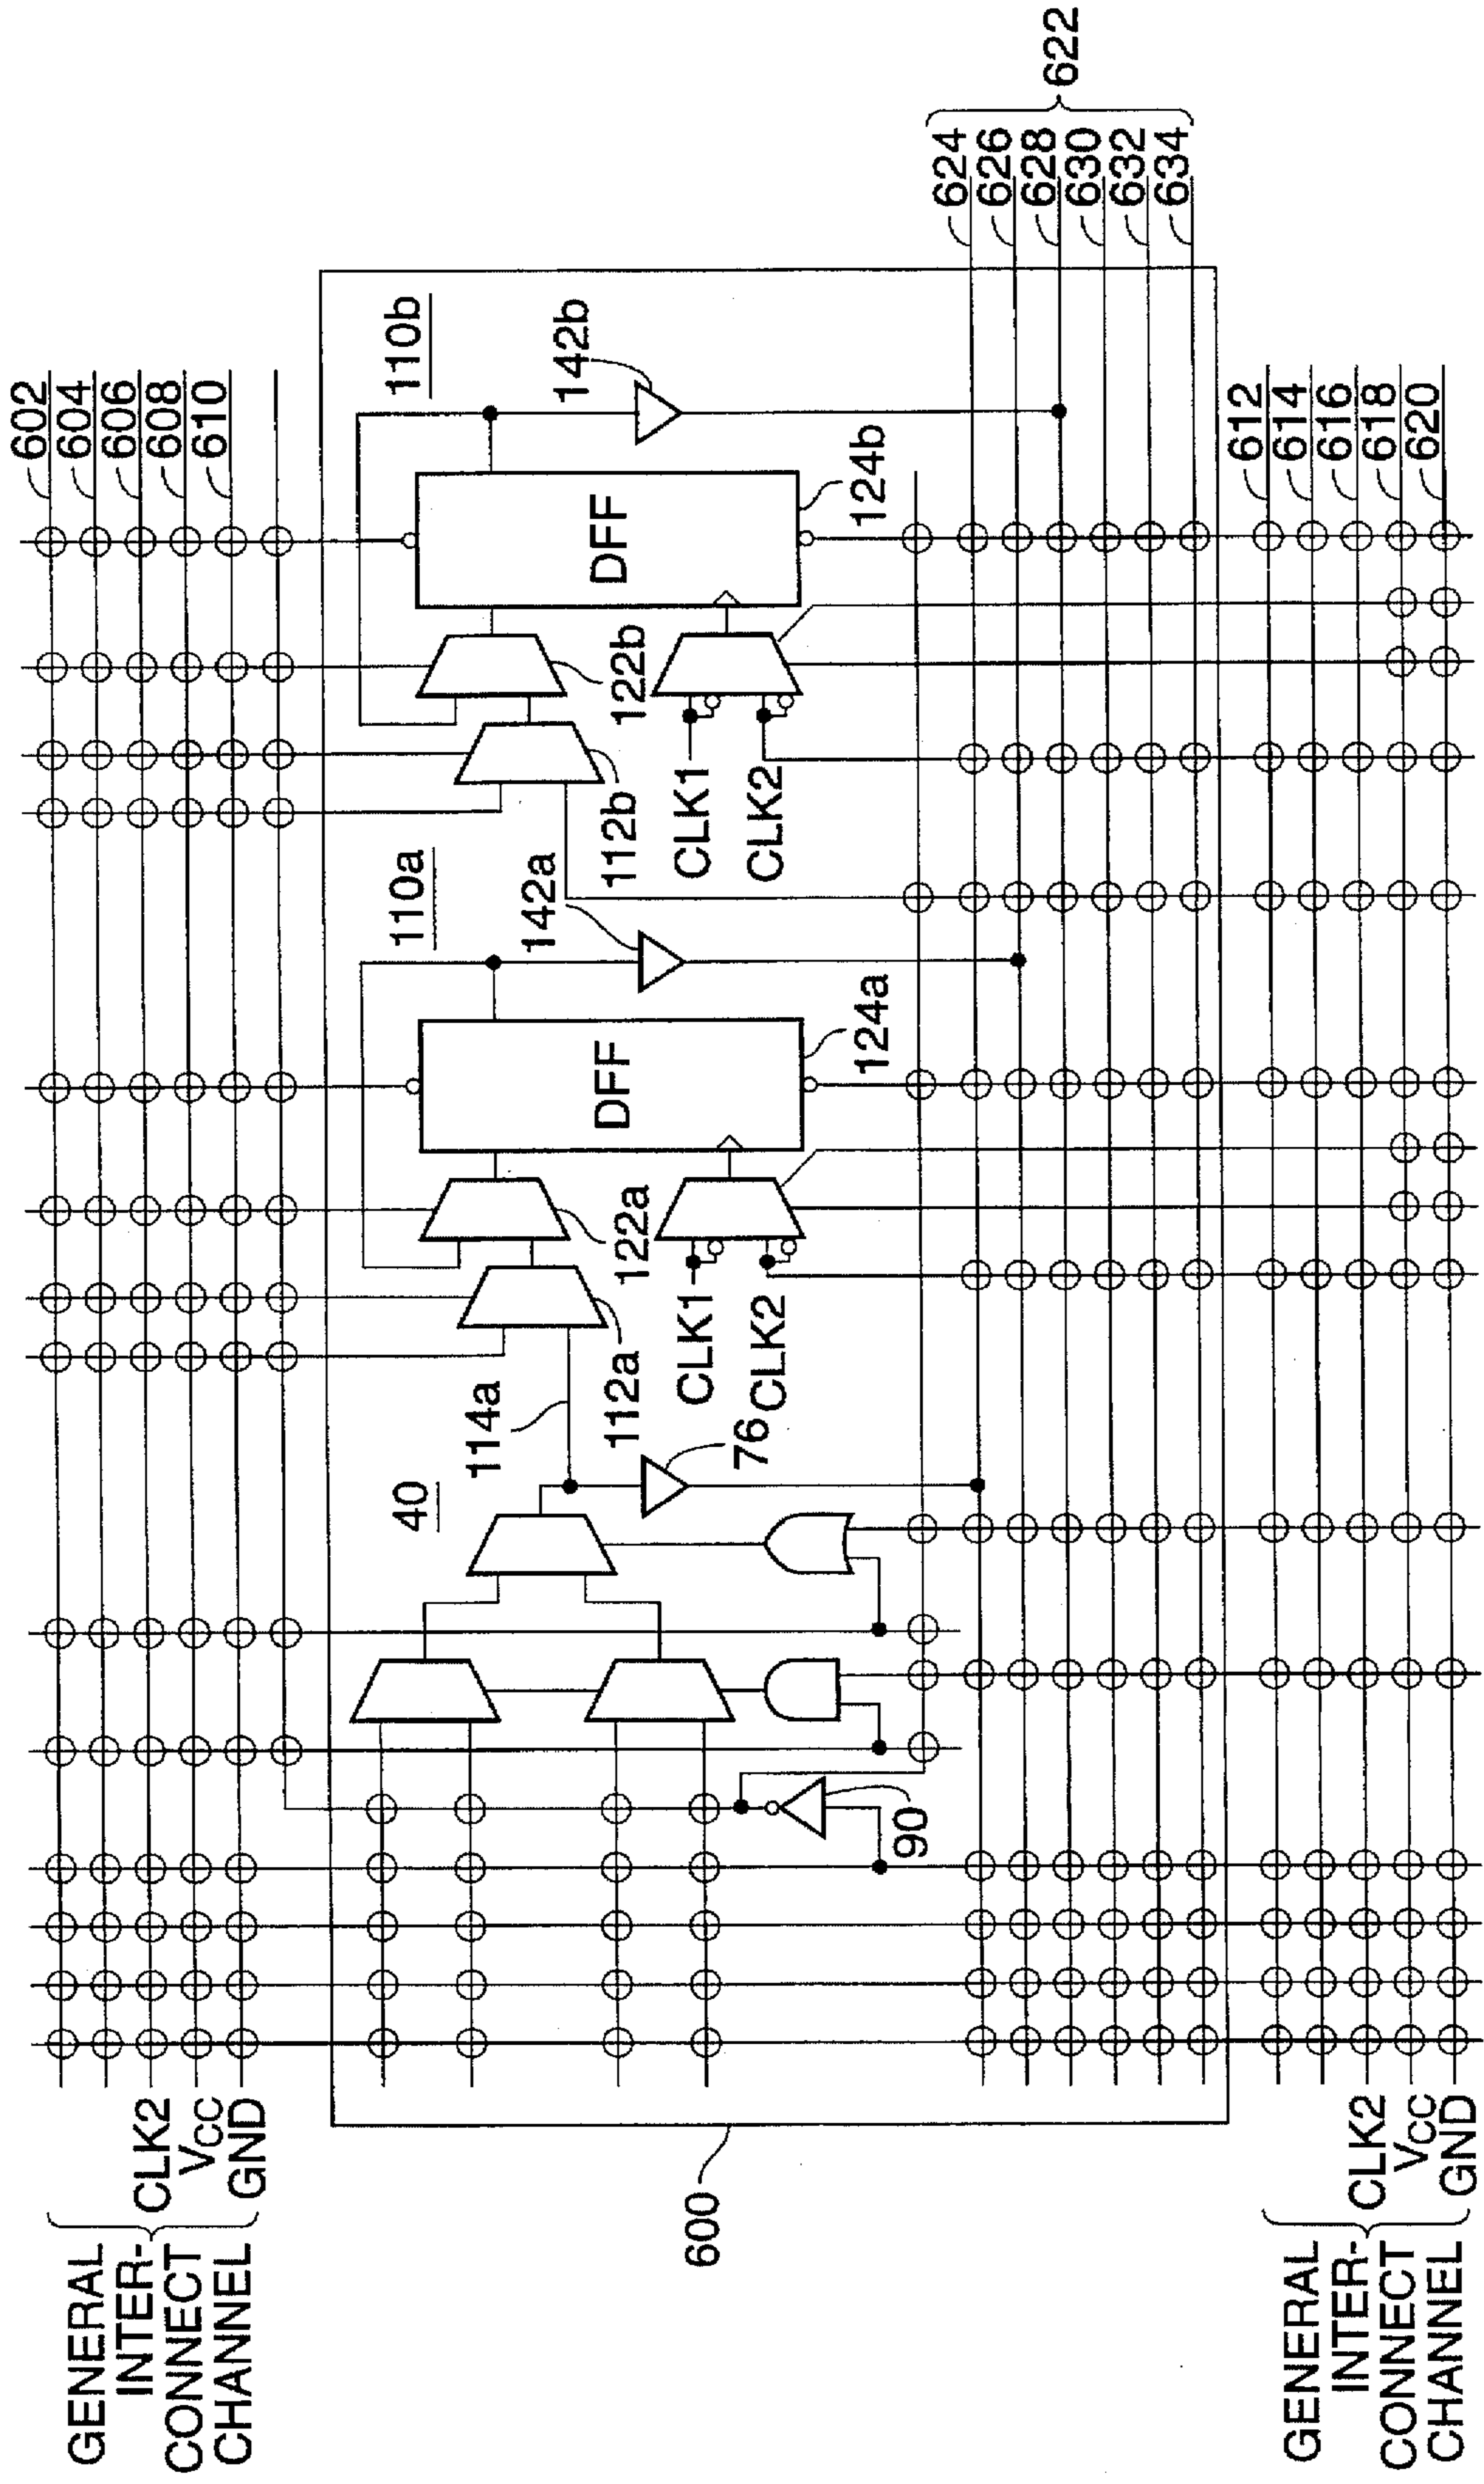 GENERAL
INTER-
CONNECT
CHANNEL
CLK2
VCC
GND
602
604
606
608
610
600
40
114a
112a
122a
110a
142a
DFF
124a
CLK1
CLK2
76
90
112b
122b
110b
142b
DFF
124b
CLK1
CLK2
624
626
628
630
632
634
622
GENERAL
INTER-
CONNECT
CHANNEL
CLK2
VCC
GND
612
614
616
618
620